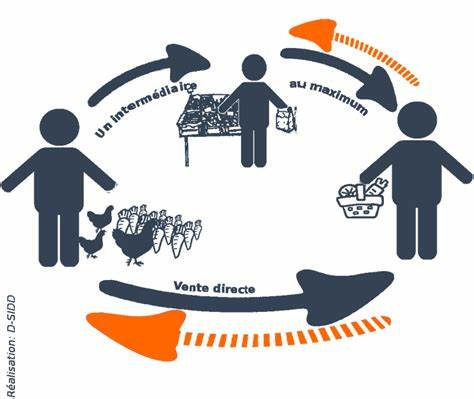 Un intermédiaire
au maximum
Vente directe
Réalisation: D-SIDD